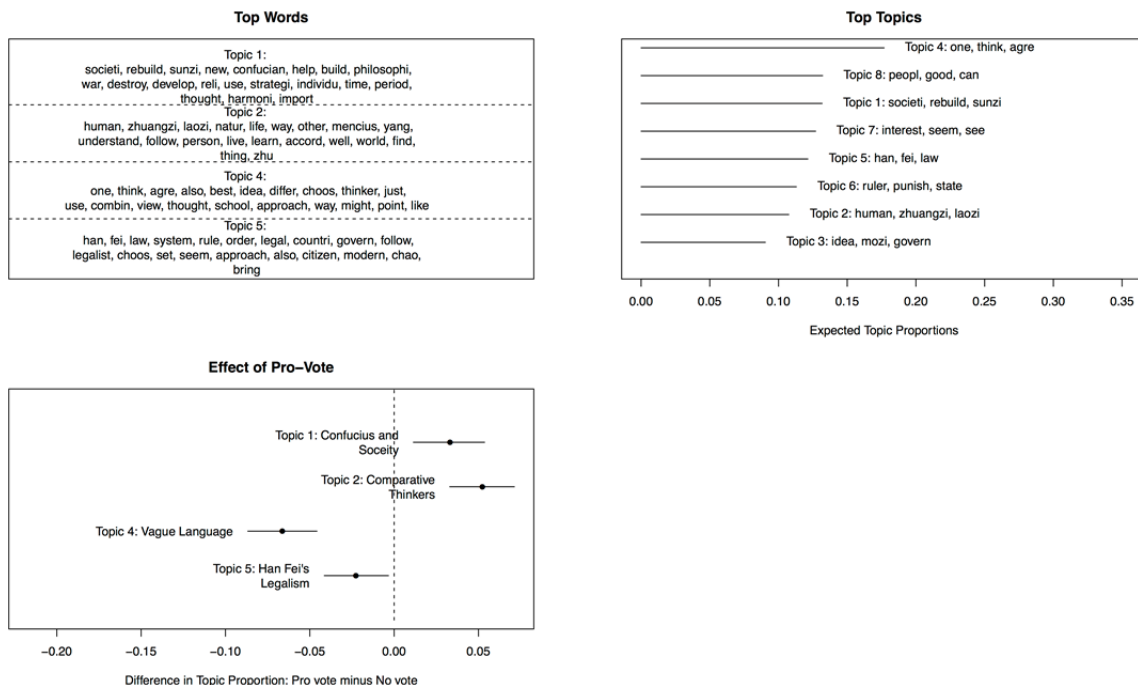 Top Words
Topic 1:
societi, rebuild, sunzi, new, confucian, help, build, philosophi,
war, destroy, develop, reli, use, strategi, individu, time, period,
thought, harmoni, import
Topic 2:
human, zhuangzi, laozi, natur, life, way, other, mencius, yang,
understand, follow, person, live, learn, accord, well, world, find,
thing, zhu
Topic 4:
one, think, agre, also, best, idea, differ, choos, thinker, just,
use, combin, view, thought, school, approach, way, might, point, like
Topic 5:
han, fei, law, system, rule, order, legal, countri, govern, follow,
legalist, choos, set, seem, approach, also, citizen, modern, chao,
bring
Top Topics
Topic 4: one, think, agre
Topic 8: peopl, good, can
Topic 1: societi, rebuild, sunzi
Topic 7: interest, seem, see
Topic 5: han, fei, law
Topic 6: ruler, punish, state
Topic 2: human, zhuangzi, laozi
Topic 3: idea, mozi, govern
0.00 0.05 0.10 0.15 0.20 0.25 0.30 0.35
Expected Topic Proportions
Effect of Pro−Vote
Topic 1: Confucius and
Soceity
Topic 2: Comparative
Thinkers
Topic 4: Vague Language
Topic 5: Han Fei's
Legalism
−0.20 −0.15 −0.10 −0.05 0.00 0.05
Difference in Topic Proportion: Pro vote minus No vote